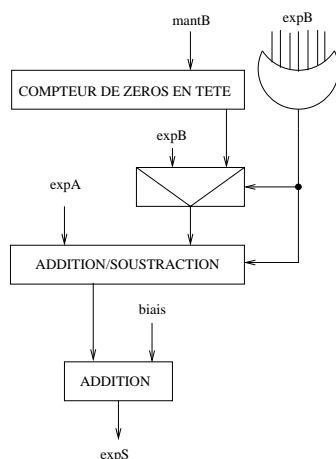 mantB
expB
COMPTEUR DE ZEROS EN TETE
expB
expA
ADDITION/SOUSTRACTION
biais
ADDITION
expS